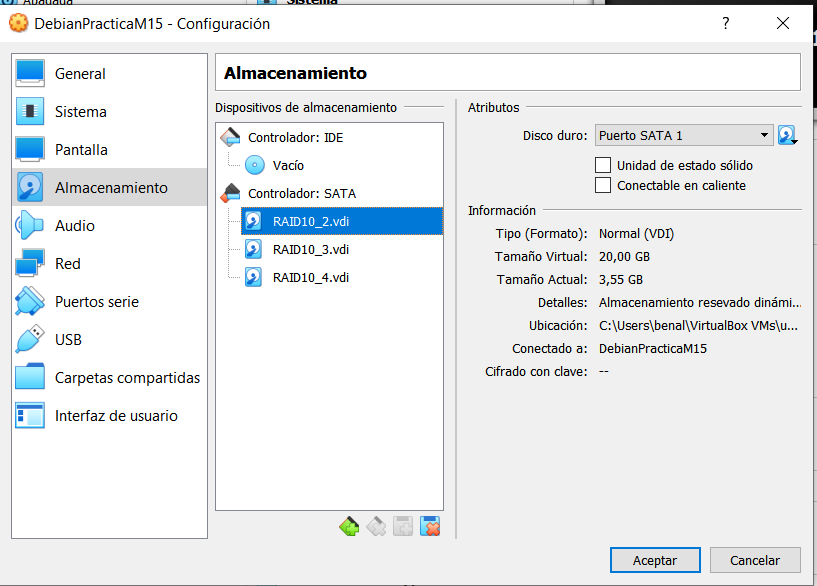 Apagada
Sistema
DebianPracticaM15 - Configuración
?
General
Sistema
Pantalla
Almacenamiento
Audio
Red
Puertos serie
USB
Carpetas compartidas
Interfaz de usuario
Almacenamiento
Dispositivos de almacenamiento
Controlador: IDE
Vacío
Controlador: SATA
RAID10_2.vdi
RAID10_3.vdi
RAID10_4.vdi
Atributos
Disco duro: Puerto SATA 1
Unidad de estado sólido
Conectable en caliente
Información
Tipo (Formato): Normal (VDI)
Tamaño Virtual: 20,00 GB
Tamaño Actual: 3,55 GB
Detalles: Almacenamiento resevado dinámi...
Ubicación: C:\Users\benal\VirtualBox VMs\u...
Conectado a: DebianPracticaM15
Cifrado con clave: --
Aceptar
Cancelar